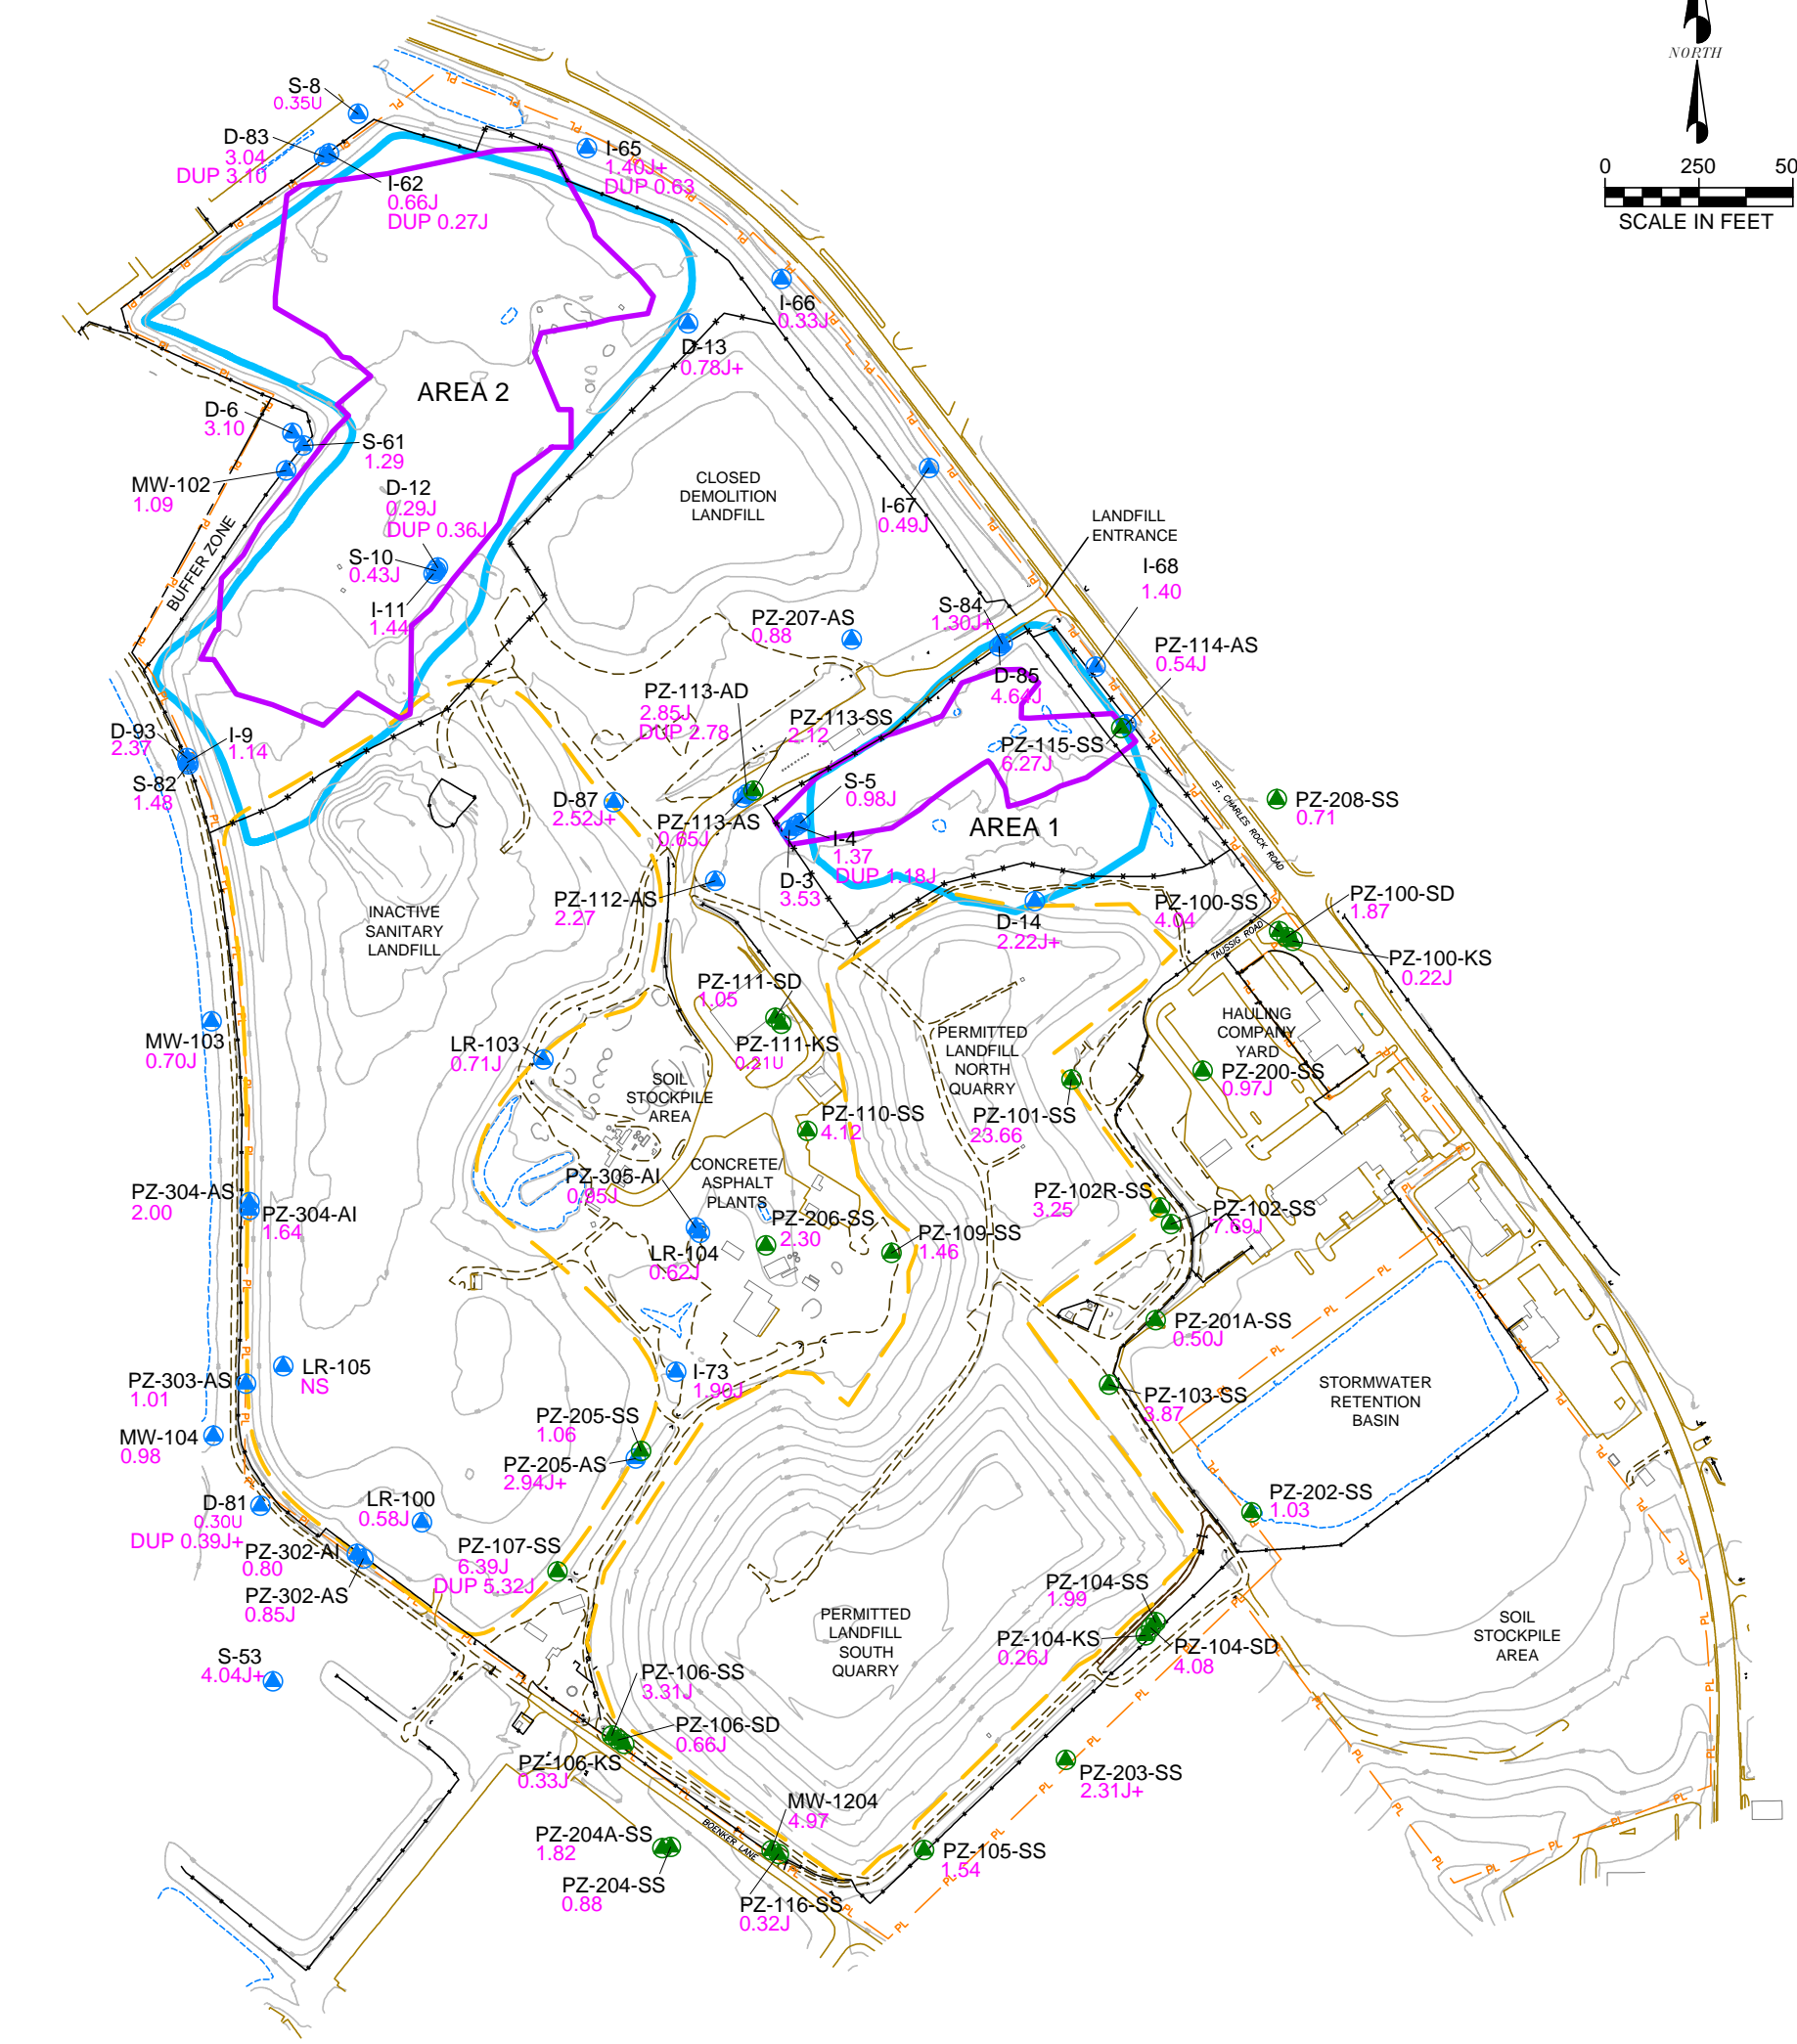 NORTH
0 250 50
SCALE IN FEET
S-8
0.35U
D-83
3.04
DUP 3.10
I-62
0.66J
DUP 0.27J
I-65
1.40J+
DUP 0.63
I-66
0.33J
D-13
0.78J+
AREA 2
D-6
3.10
S-61
1.29
MW-102
1.09
D-12
0.29J
DUP 0.36J
S-10
0.43J
I-11
1.44
BUFFER ZONE
CLOSED
DEMOLITION
LANDFILL
I-67
0.49J
LANDFILL
ENTRANCE
I-68
1.40
S-84
1.30J+
PZ-207-AS
0.88
PZ-114-AS
0.54J
D-85
4.64J
PZ-113-AD
2.85J
DUP 2.78
PZ-113-SS
2.12
PZ-115-SS
6.27J
D-93
2.37
I-9
1.14
S-82
1.48
D-87
2.52J+
S-5
0.98J
PZ-113-AS
0.65J
AREA 1
I-4
1.37
DUP 1.18J
D-3
3.53
ST. CHARLES ROCK ROAD
PZ-208-SS
0.71
PZ-112-AS
2.27
D-14
2.22J+
PZ-100-SS
4.04
PZ-100-SD
1.87
PZ-100-KS
0.22J
TAUSSIG ROAD
INACTIVE
SANITARY
LANDFILL
PZ-111-SD
1.05
PZ-111-KS
0.21U
MW-103
0.70J
LR-103
0.71J
SOIL
STOCKPILE
AREA
PERMITTED
LANDFILL
NORTH
QUARRY
HAULING
COMPANY
YARD
PZ-200-SS
0.97J
PZ-101-SS
23.66
PZ-110-SS
4.12
CONCRETE/
ASPHALT
PLANTS
PZ-305-AI
0.95J
PZ-304-AS
2.00
PZ-304-AI
1.64
PZ-206-SS
2.30
LR-104
0.62J
PZ-109-SS
1.46
PZ-102R-SS
3.25
PZ-102-SS
7.69J
PZ-201A-SS
0.50J
PZ-103-SS
3.87
STORMWATER
RETENTION
BASIN
LR-105
NS
PZ-303-AS
1.01
I-73
1.90J
MW-104
0.98
PZ-205-SS
1.06
PZ-205-AS
2.94J+
D-81
0.30U
DUP 0.39J+
LR-100
0.58J
PZ-202-SS
1.03
PZ-302-AI
0.80
PZ-302-AS
0.85J
PZ-107-SS
6.39J
DUP 5.32J
PZ-104-SS
1.99
PZ-104-KS
0.26J
PZ-104-SD
4.08
PERMITTED
LANDFILL
SOUTH
QUARRY
SOIL
STOCKPILE
AREA
S-53
4.04J+
PZ-106-SS
3.31J
PZ-106-SD
0.66J
PZ-106-KS
0.33J
PZ-203-SS
2.31J+
MW-1204
4.97
BOENKER LANE
PZ-204A-SS
1.82
PZ-204-SS
0.88
PZ-105-SS
1.54
PZ-116-SS
0.32J